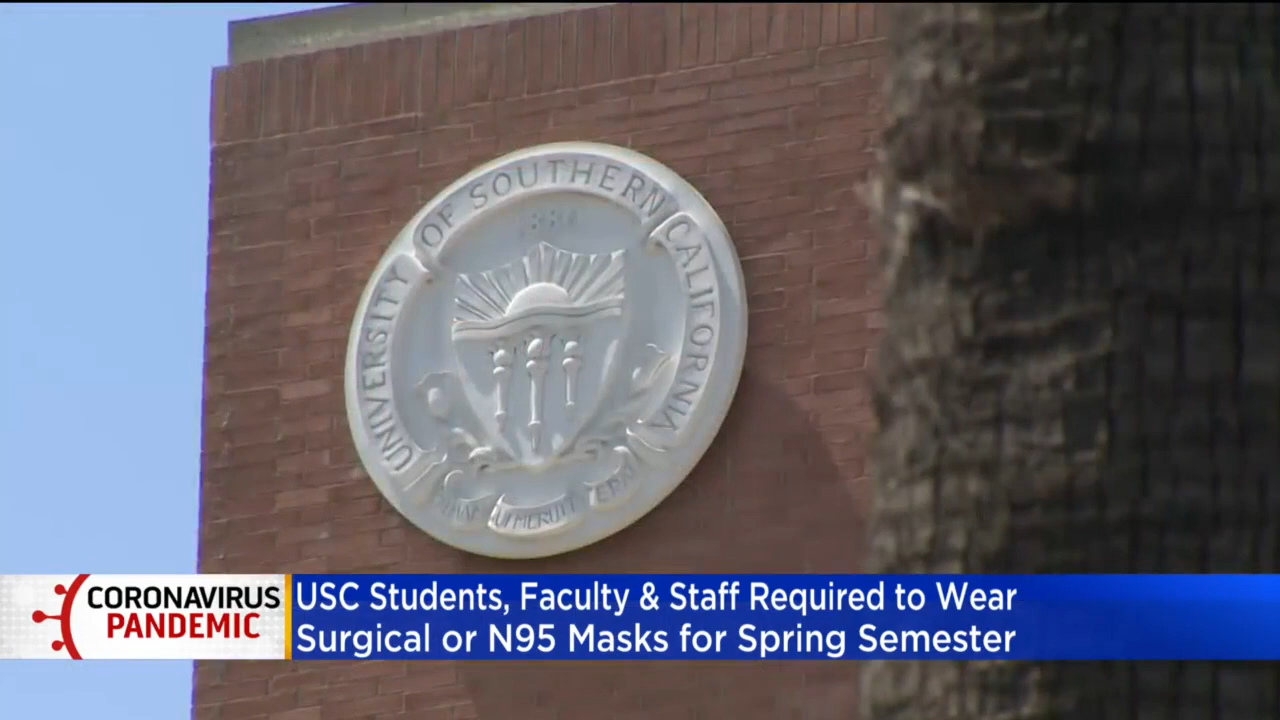 UNIVERSITY OF SOUTHERN CALIFORNIA
CORONAVIRUS
PANDEMIC
USC Students, Faculty & Staff Required to Wear
Surgical or N95 Masks for Spring Semester